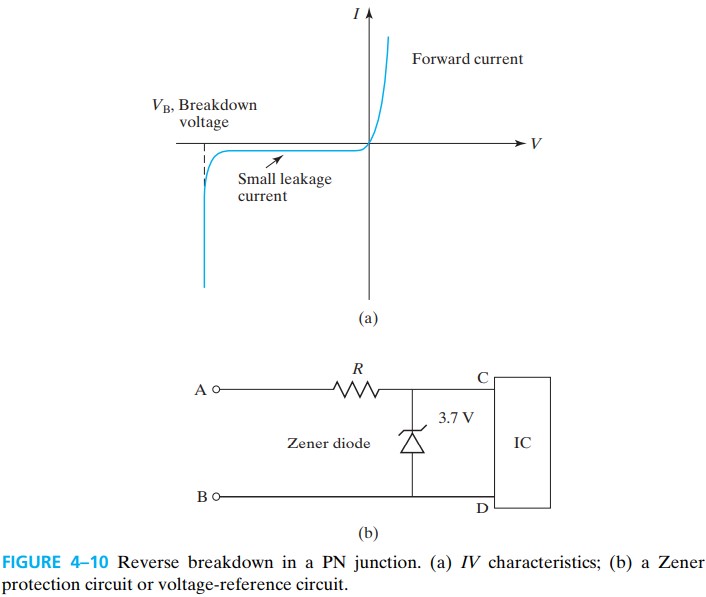 I
Forward current
VB, Breakdown
voltage
V
Small leakage
current
(a)
R
A
C
3.7 V
Zener diode
IC
B
D
(b)
FIGURE 4–10 Reverse breakdown in a PN junction. (a) IV characteristics; (b) a Zener
protection circuit or voltage-reference circuit.